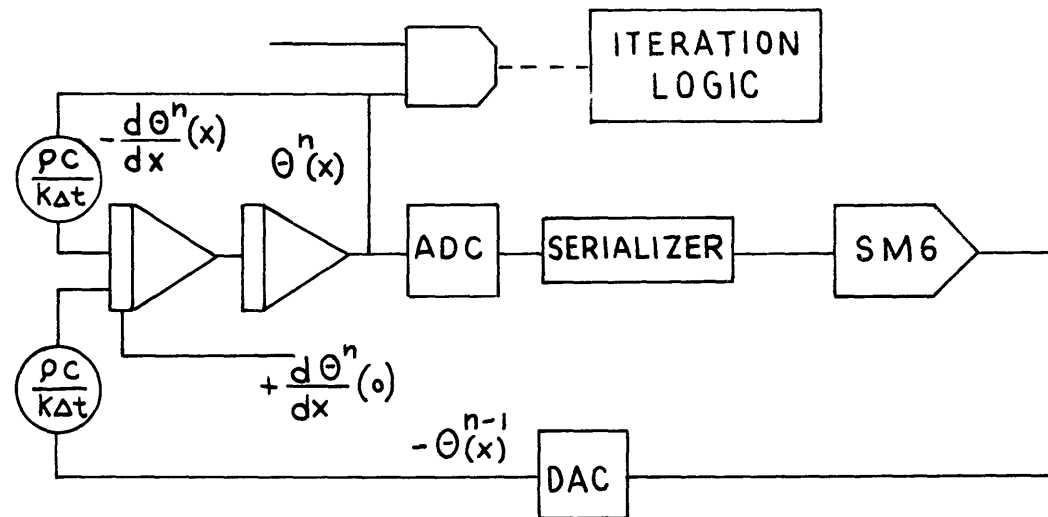 ITERATION
LOGIC
- dΘⁿ(x)
dx
ρC
KΔt
Θⁿ(x)
ADC
SERIALIZER
SM6
ρC
KΔt
+ dΘⁿ(o)
dx
-Θⁿ⁻¹(x)
DAC